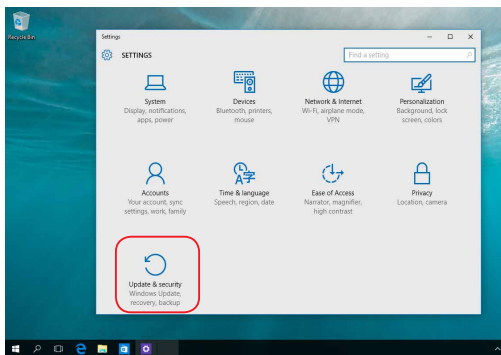 Recycle Bin
Settings
SETTINGS
Find a setting
System
Display, notifications,
apps, power
Devices
Bluetooth, printers,
mouse
Network & Internet
Wi-Fi, airplane mode,
VPN
Personalization
Background, lock
screen, colors
Accounts
Your account, sync
settings, work, family
Time & language
Speech, region, date
Ease of Access
Narrator, magnifier,
high contrast
Privacy
Location, camera
Update & security
Windows Update,
recovery, backup